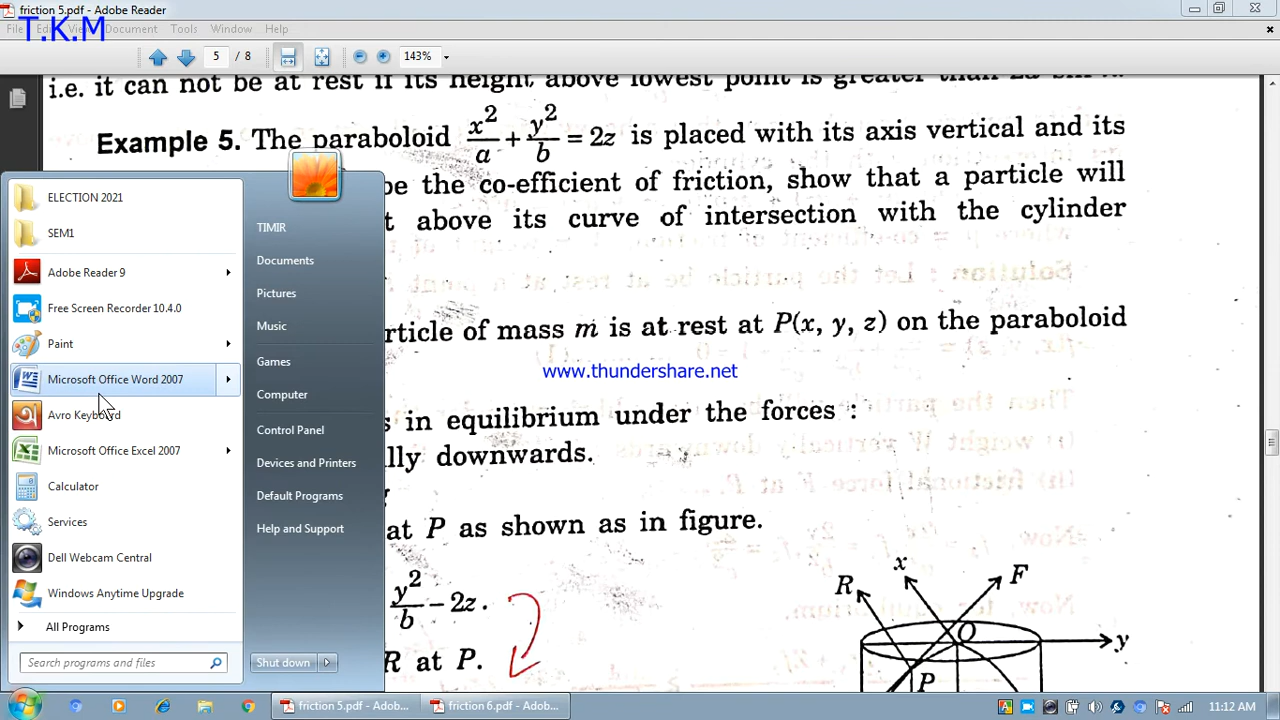 friction 5.pdf - Adobe Reader
T.K.M
File Edit Document Tools Window Help
5 / 8 143%
i.e. it can not be at rest if its height, above lowest point is greater than
Example 5. The paraboloid x²/a + y²/b = 2z is placed with its axis vertical and its
be the co-efficient of friction, show that a particle will
t above its curve of intersection with the cylinder
rticle of mass m is at rest at P(x, y, z) on the paraboloid
www.thundershare.net
s in equilibrium under the forces :
lly downwards.
at P as shown as in figure.
y²/b – 2z.
R at P.
R
x
F
O
y
P
ELECTION 2021
SEM1
Adobe Reader 9
Free Screen Recorder 10.4.0
Paint
Microsoft Office Word 2007
Avro Keyboard
Microsoft Office Excel 2007
Calculator
Services
Dell Webcam Central
Windows Anytime Upgrade
All Programs
Search programs and files
TIMIR
Documents
Pictures
Music
Games
Computer
Control Panel
Devices and Printers
Default Programs
Help and Support
Shut down
friction 5.pdf - Adob...
friction 6.pdf - Adob...
11:12 AM